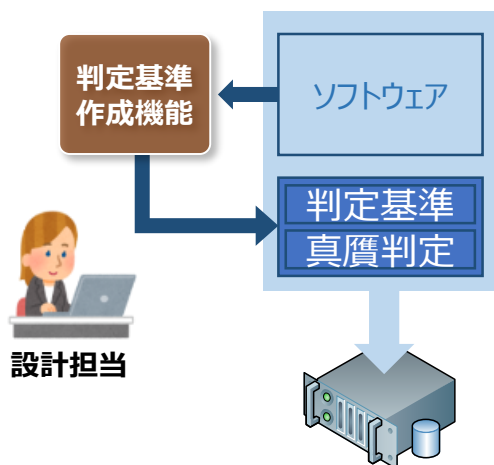 判定基準
作成機能
ソフトウェア
判定基準
真贋判定
設計担当